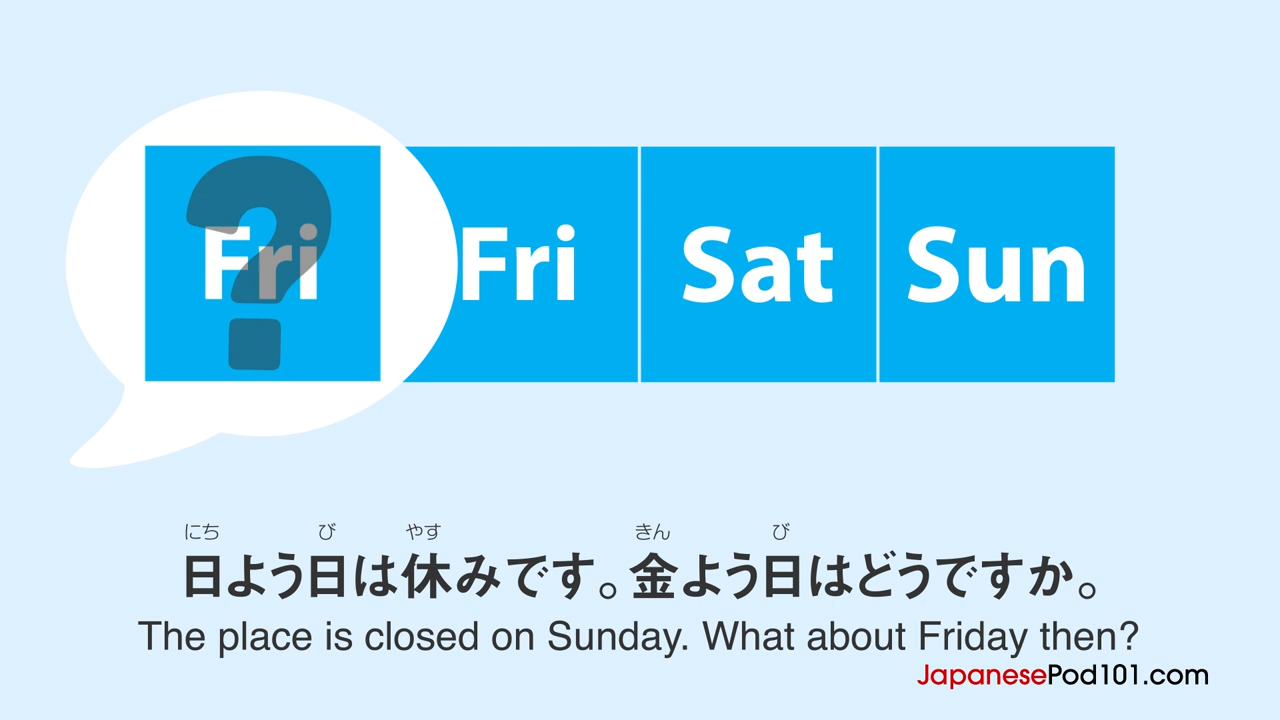 Fri
?
Fri
Sat
Sun
にち び やす きん び
日よう日は休みです。金よう日はどうですか。
The place is closed on Sunday. What about Friday then?
JapanesePod101.com